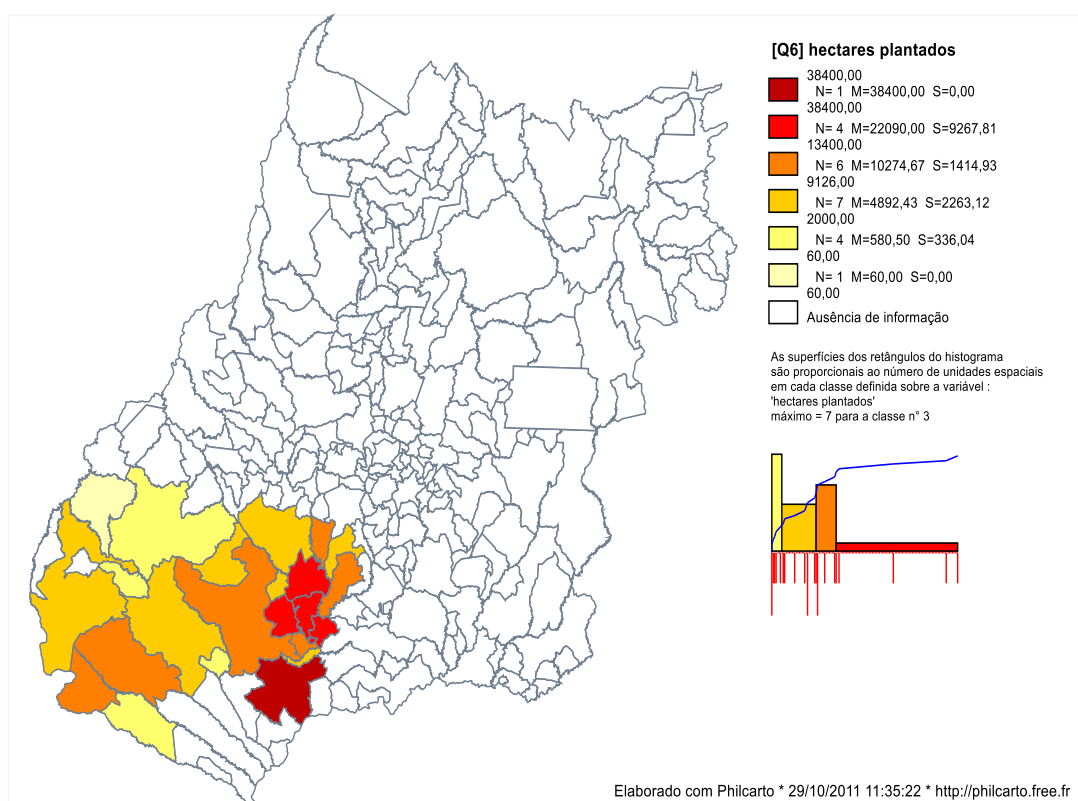 [Q6] hectares plantados
38400,00
N= 1 M=38400,00 S=0,00
38400,00
N= 4 M=22090,00 S=9267,81
13400,00
N= 6 M=10274,67 S=1414,93
9126,00
N= 7 M=4892,43 S=2263,12
2000,00
N= 4 M=580,50 S=336,04
60,00
N= 1 M=60,00 S=0,00
60,00
Ausência de informação
As superfícies dos retângulos do histograma
são proporcionais ao número de unidades espaciais
em cada classe definida sobre a variável :
'hectares plantados'
máximo = 7 para a classe n° 3
Elaborado com Philcarto * 29/10/2011 11:35:22 * http://philcarto.free.fr